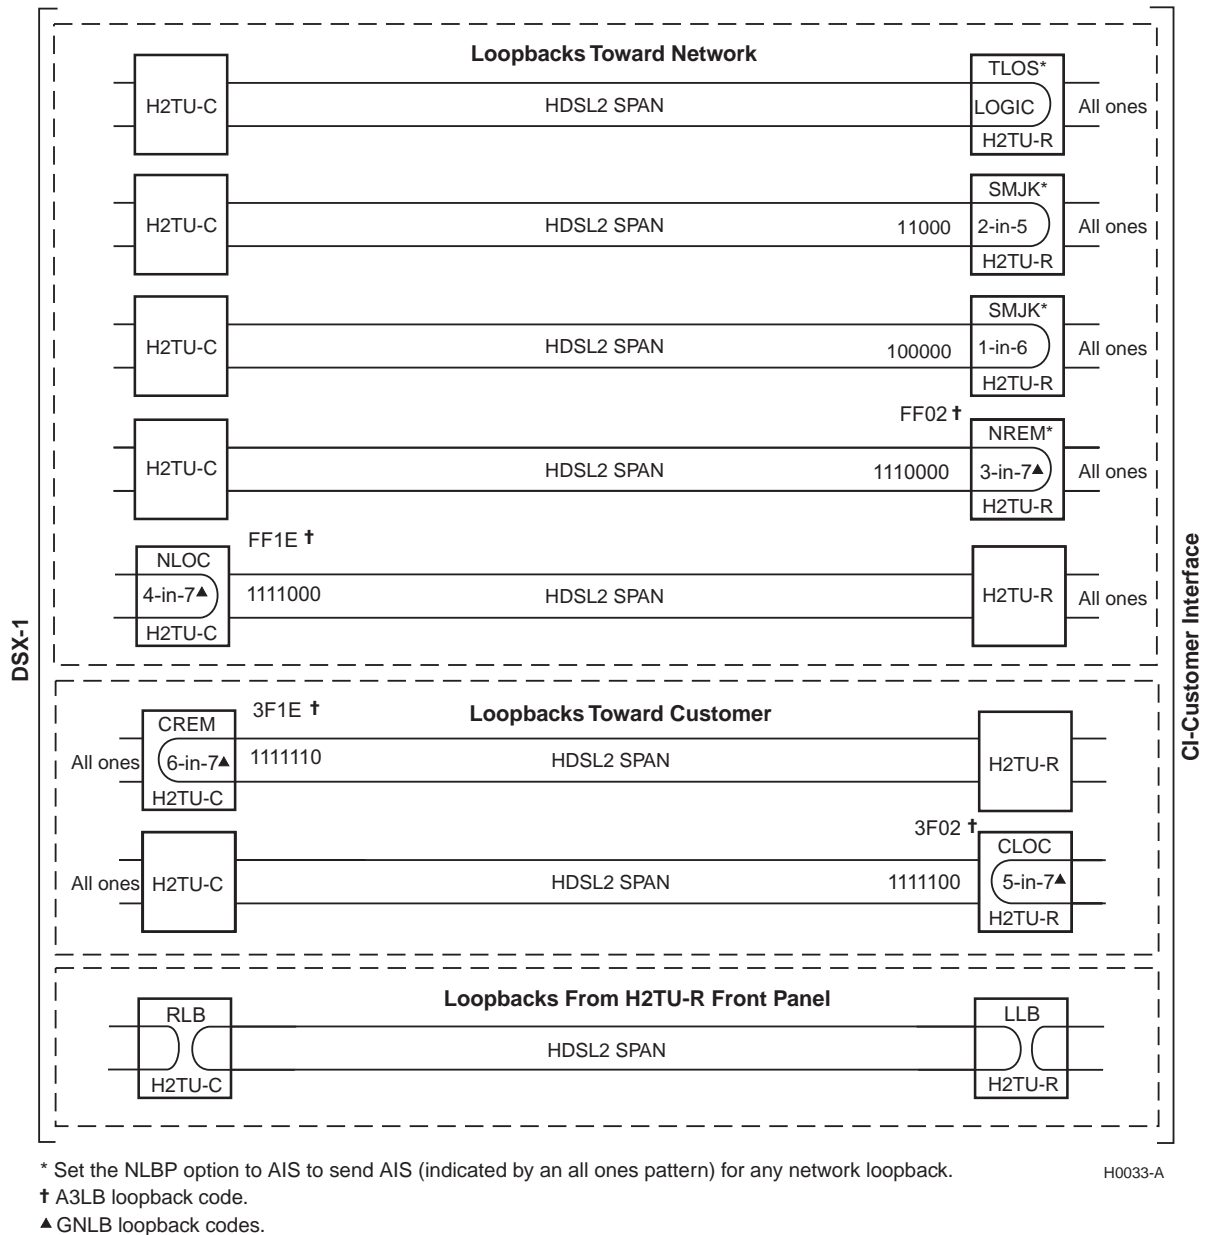 Loopbacks Toward Network
TLOS*
H2TU-C
HDSL2 SPAN
LOGIC
All ones
H2TU-R
SMJK*
H2TU-C
HDSL2 SPAN
11000
2-in-5
All ones
H2TU-R
SMJK*
H2TU-C
HDSL2 SPAN
100000
1-in-6
All ones
H2TU-R
FF02 †
NREM*
H2TU-C
HDSL2 SPAN
1110000
3-in-7▲
All ones
H2TU-R
FF1E †
NLOC
4-in-7▲
1111000
HDSL2 SPAN
H2TU-R
All ones
H2TU-C
DSX-1
CI-Customer Interface
3F1E †
Loopbacks Toward Customer
CREM
All ones
6-in-7▲
1111110
HDSL2 SPAN
H2TU-R
H2TU-C
3F02 †
CLOC
All ones
H2TU-C
HDSL2 SPAN
1111100
5-in-7▲
H2TU-R
Loopbacks From H2TU-R Front Panel
RLB
LLB
HDSL2 SPAN
H2TU-C
H2TU-R
* Set the NLBP option to AIS to send AIS (indicated by an all ones pattern) for any network loopback.
H0033-A
† A3LB loopback code.
▲ GNLB loopback codes.